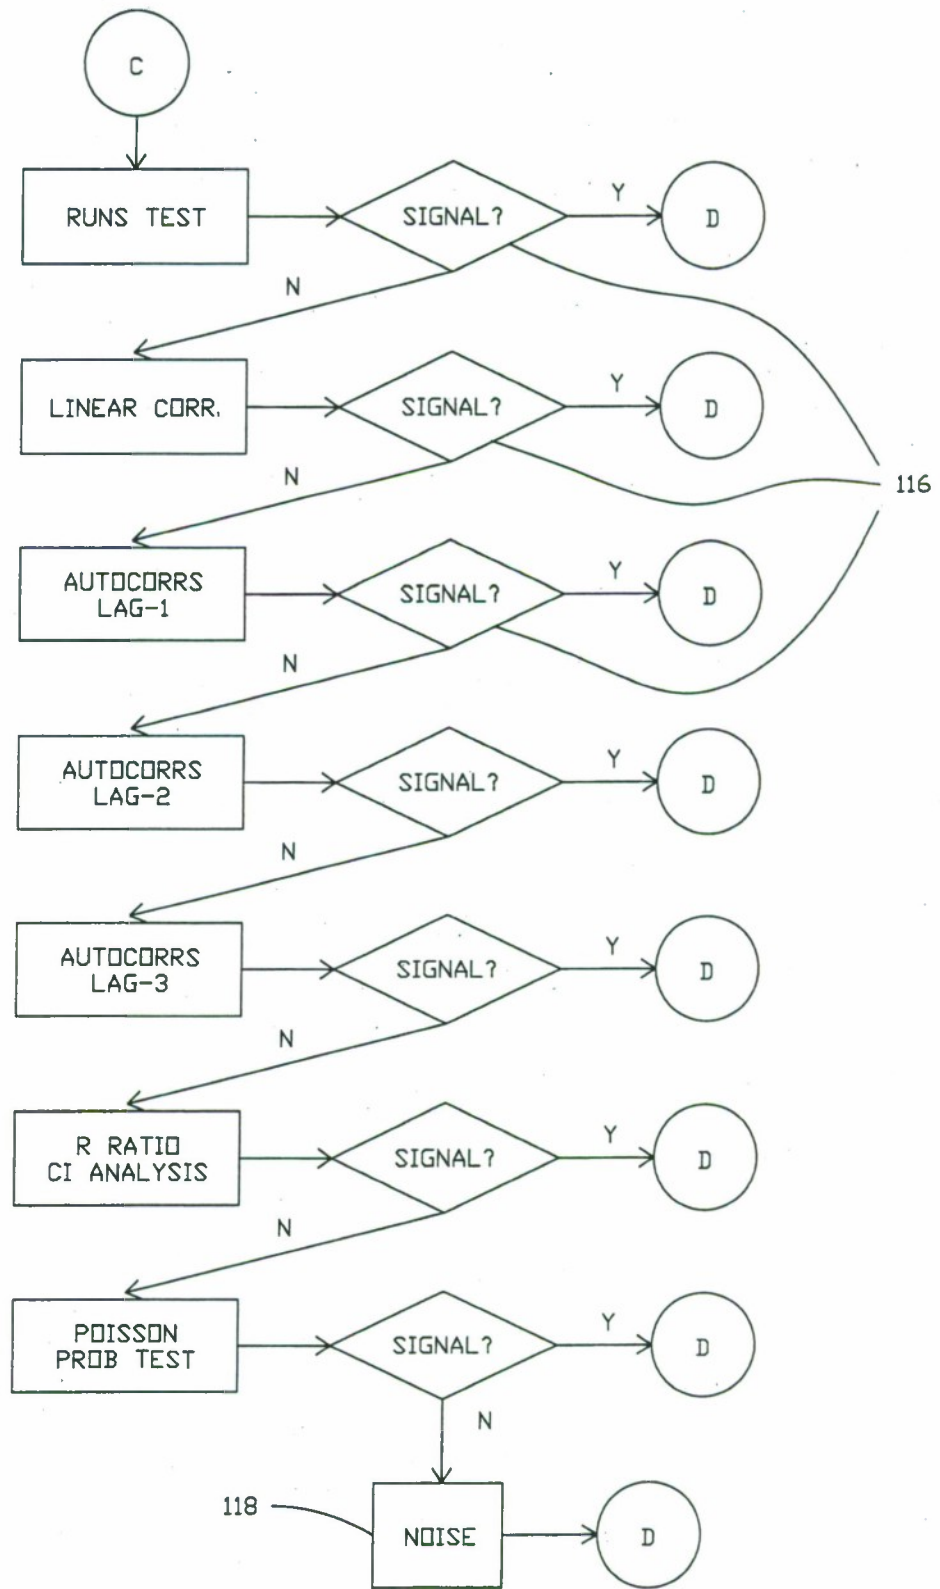 C
RUNS TEST
SIGNAL?
Y
D
N
LINEAR CORR.
SIGNAL?
Y
D
116
N
AUTOCORRS
LAG-1
SIGNAL?
Y
D
N
AUTOCORRS
LAG-2
SIGNAL?
Y
D
N
AUTOCORRS
LAG-3
SIGNAL?
Y
D
N
R RATIO
CI ANALYSIS
SIGNAL?
Y
D
N
POISSON
PROB TEST
SIGNAL?
Y
D
N
118
NOISE
D